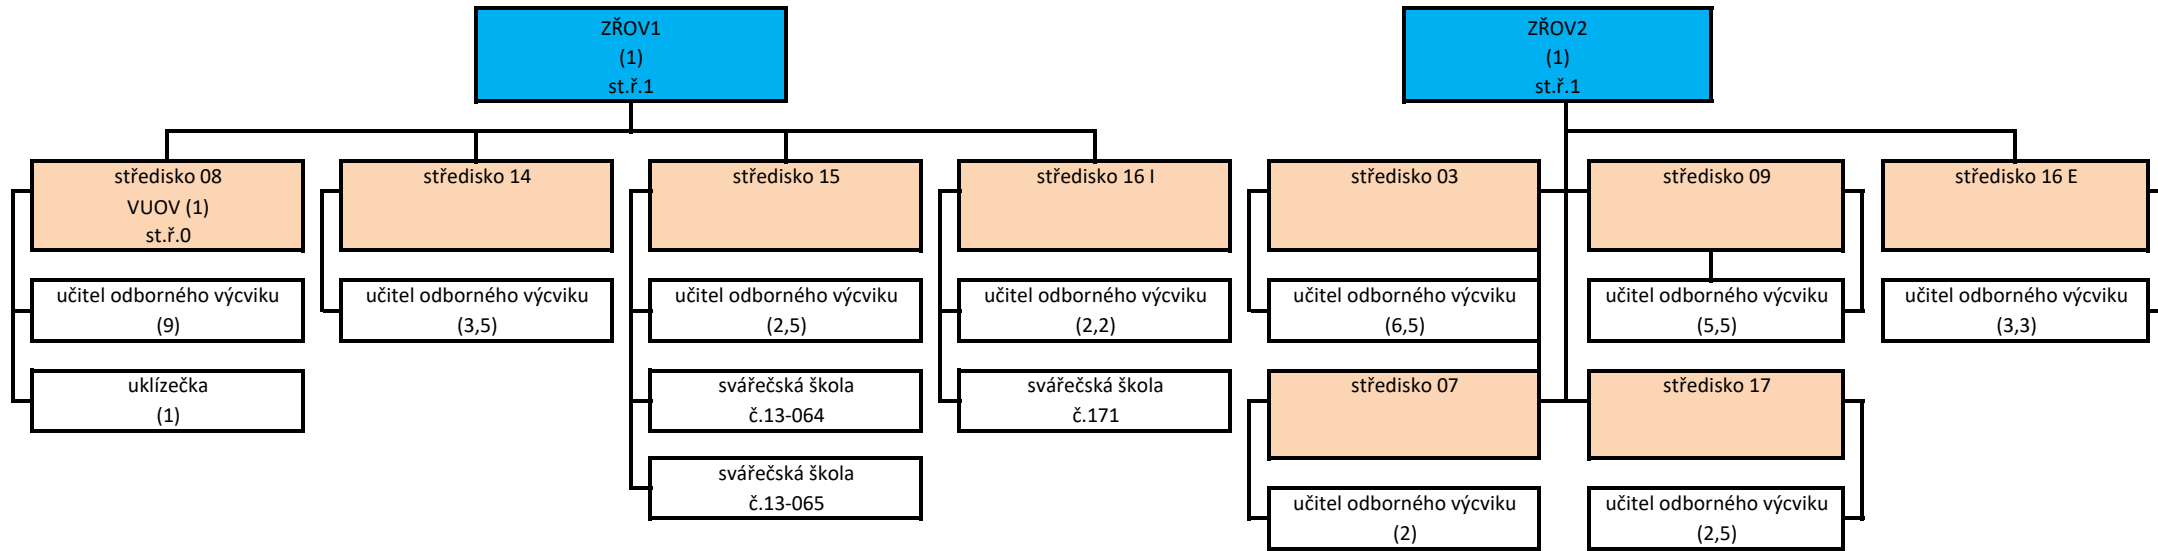 ZŘOV1
(1)
st.ř.1
ZŘOV2
(1)
st.ř.1
středisko 08
VUOV (1)
st.ř.0
středisko 14
středisko 15
středisko 16 I
středisko 03
středisko 09
středisko 16 E
učitel odborného výcviku
(9)
učitel odborného výcviku
(3,5)
učitel odborného výcviku
(2,5)
učitel odborného výcviku
(2,2)
učitel odborného výcviku
(6,5)
učitel odborného výcviku
(5,5)
učitel odborného výcviku
(3,3)
uklízečka
(1)
svářečská škola
č.13-064
svářečská škola
č.171
středisko 07
středisko 17
svářečská škola
č.13-065
učitel odborného výcviku
(2)
učitel odborného výcviku
(2,5)